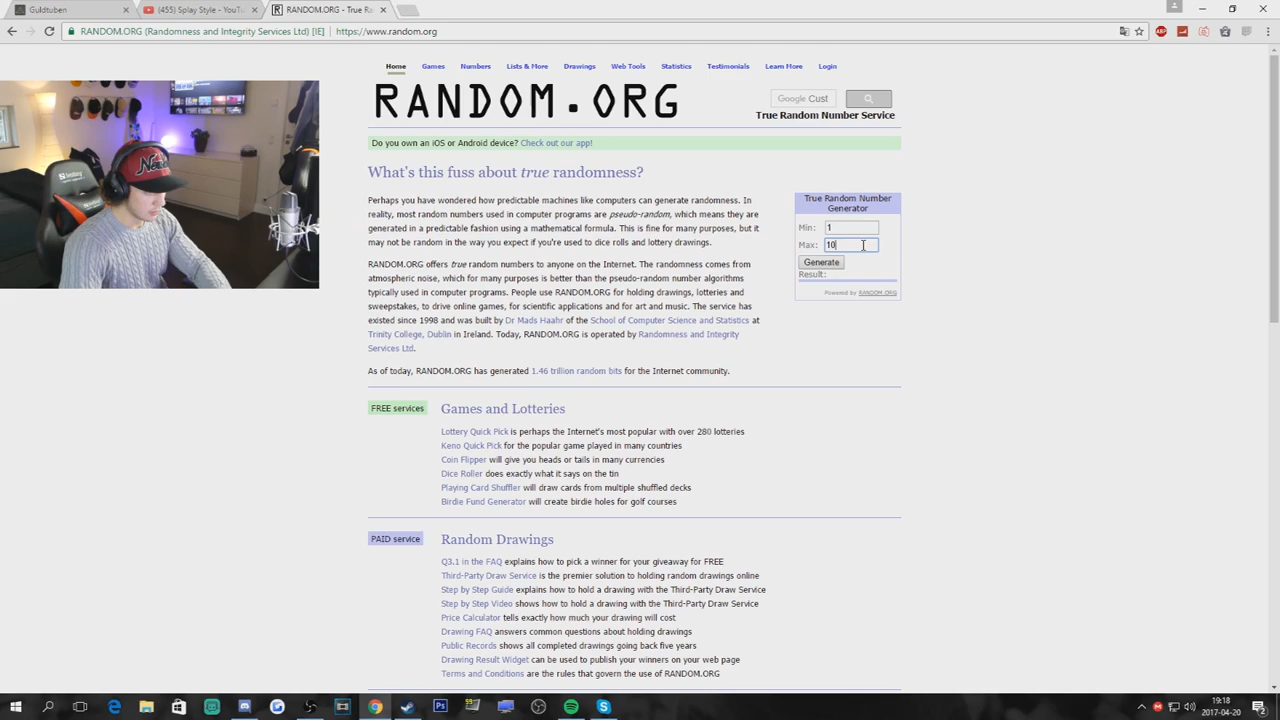 Guldtuben
(455) Splay Style - YouT
RANDOM.ORG - True Ra
RANDOM.ORG (Randomness and Integrity Services Ltd) [IE] https://www.random.org
Home Games Numbers Lists & More Drawings Web Tools Statistics Testimonials Learn More Login
RANDOM.ORG
Google Cust
True Random Number Service
Do you own an iOS or Android device? Check out our app!
What's this fuss about true randomness?
Perhaps you have wondered how predictable machines like computers can generate randomness. In
reality, most random numbers used in computer programs are pseudo-random, which means they are
generated in a predictable fashion using a mathematical formula. This is fine for many purposes, but it
may not be random in the way you expect if you're used to dice rolls and lottery drawings.
RANDOM.ORG offers true random numbers to anyone on the Internet. The randomness comes from
atmospheric noise, which for many purposes is better than the pseudo-random number algorithms
typically used in computer programs. People use RANDOM.ORG for holding drawings, lotteries and
sweepstakes, to drive online games, for scientific applications and for art and music. The service has
existed since 1998 and was built by Dr Mads Haahr of the School of Computer Science and Statistics at
Trinity College, Dublin in Ireland. Today, RANDOM.ORG is operated by Randomness and Integrity
Services Ltd.
As of today, RANDOM.ORG has generated 1.46 trillion random bits for the Internet community.
True Random Number
Generator
Min: 1
Max: 10
Generate
Result:
Powered by RANDOM.ORG
FREE services
Games and Lotteries
Lottery Quick Pick is perhaps the Internet's most popular with over 280 lotteries
Keno Quick Pick for the popular game played in many countries
Coin Flipper will give you heads or tails in many currencies
Dice Roller does exactly what it says on the tin
Playing Card Shuffler will draw cards from multiple shuffled decks
Birdie Fund Generator will create birdie holes for golf courses
PAID service
Random Drawings
Q3.1 in the FAQ explains how to pick a winner for your giveaway for FREE
Third-Party Draw Service is the premier solution to holding random drawings online
Step by Step Guide explains how to hold a drawing with the Third-Party Draw Service
Step by Step Video shows how to hold a drawing with the Third-Party Draw Service
Price Calculator tells exactly how much your drawing will cost
Drawing FAQ answers common questions about holding drawings
Public Records shows all completed drawings going back five years
Drawing Result Widget can be used to publish your winners on your web page
Terms and Conditions are the rules that govern the use of RANDOM.ORG
19:18
2017-04-20